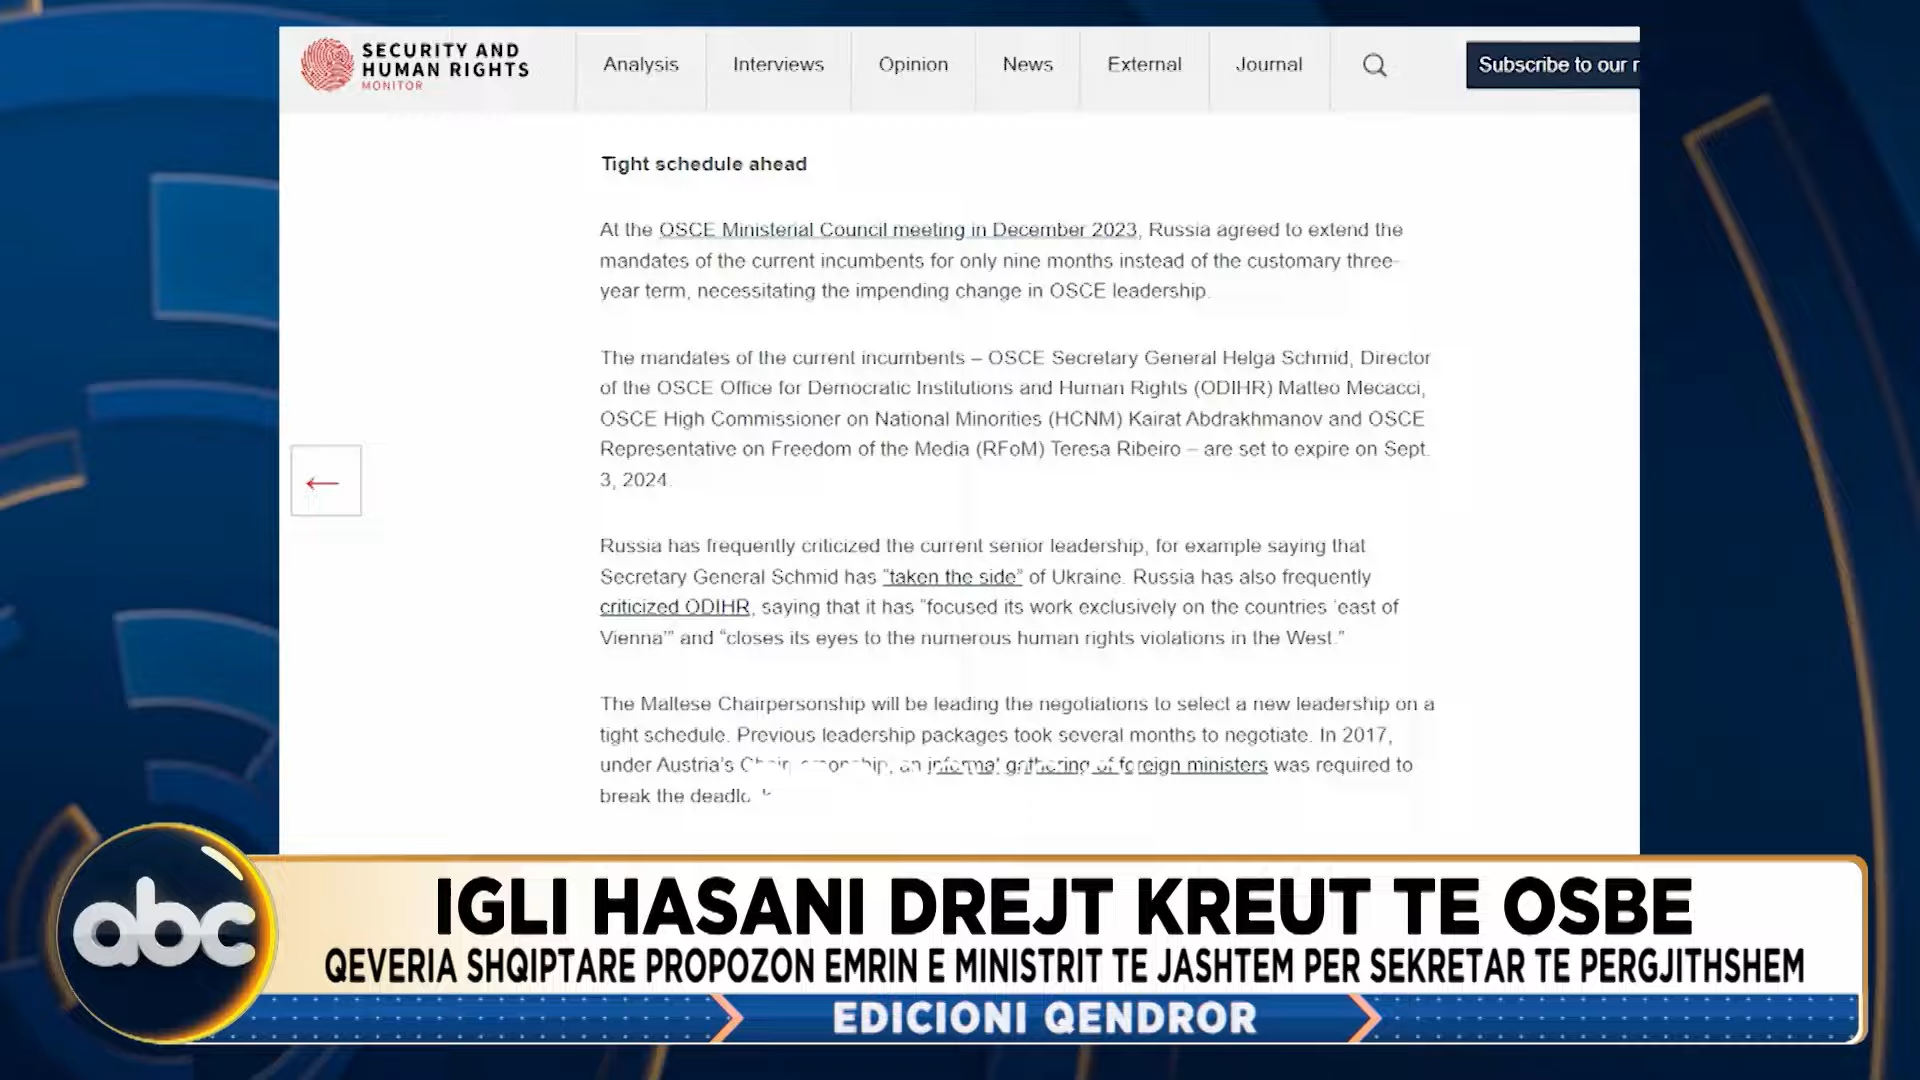 SECURITY AND
HUMAN RIGHTS
MONITOR
Analysis
Interviews
Opinion
News
External
Journal
Subscribe to our
Tight schedule ahead
At the OSCE Ministerial Council meeting in December 2023, Russia agreed to extend the
mandates of the current incumbents for only nine months instead of the customary three-
year term, necessitating the impending change in OSCE leadership.
The mandates of the current incumbents – OSCE Secretary General Helga Schmid, Director
of the OSCE Office for Democratic Institutions and Human Rights (ODIHR) Matteo Mecacci,
OSCE High Commissioner on National Minorities (HCNM) Kairat Abdrakhmanov and OSCE
Representative on Freedom of the Media (RFoM) Teresa Ribeiro – are set to expire on Sept.
3, 2024.
Russia has frequently criticized the current senior leadership, for example saying that
Secretary General Schmid has “taken the side” of Ukraine. Russia has also frequently
criticized ODIHR, saying that it has “focused its work exclusively on the countries ‘east of
Vienna’” and “closes its eyes to the numerous human rights violations in the West.”
The Maltese Chairpersonship will be leading the negotiations to select a new leadership on a
tight schedule. Previous leadership packages took several months to negotiate. In 2017,
under Austria’s an informal gathering of foreign ministers was required to
break the
abc
IGLI HASANI DREJT KREUT TE OSBE
QEVERIA SHQIPTARE PROPOZON EMRIN E MINISTRIT TE JASHTEM PER SEKRETAR TE PERGJITHSHEM
EDICIONI QENDROR